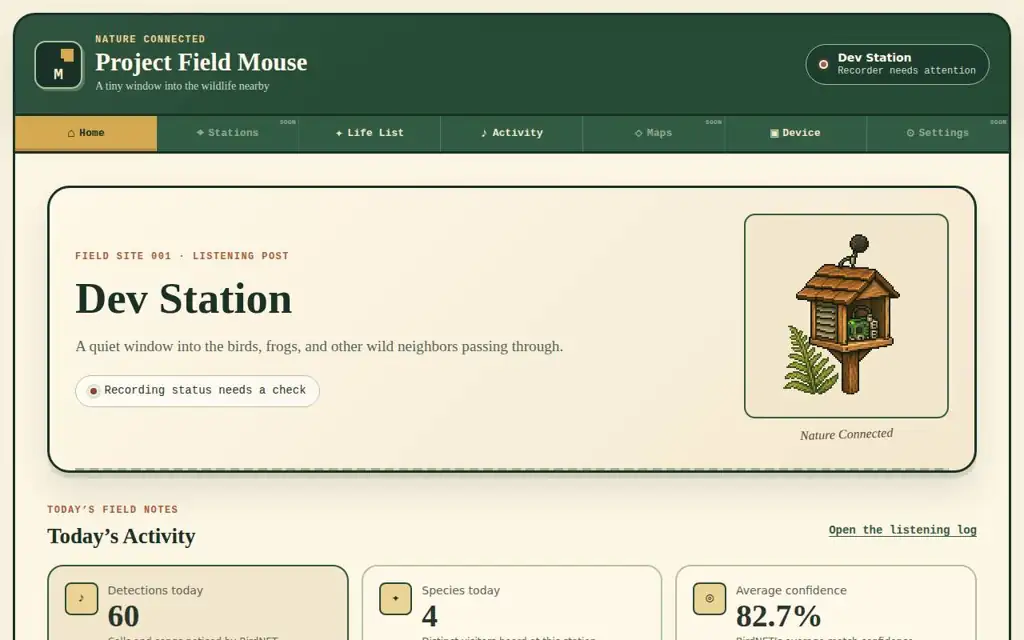 NATURE CONNECTED
Project Field Mouse
A tiny window into the wildlife nearby
M
Dev Station
Recorder needs attention
Home
Stations
SOON
Life List
Activity
Maps
SOON
Device
Settings
SOON
FIELD SITE 001 · LISTENING POST
Dev Station
A quiet window into the birds, frogs, and other wild neighbors passing through.
Recording status needs a check
Nature Connected
TODAY’S FIELD NOTES
Today’s Activity
Open the listening log
Detections today
60
Species today
4
Average confidence
82.7%